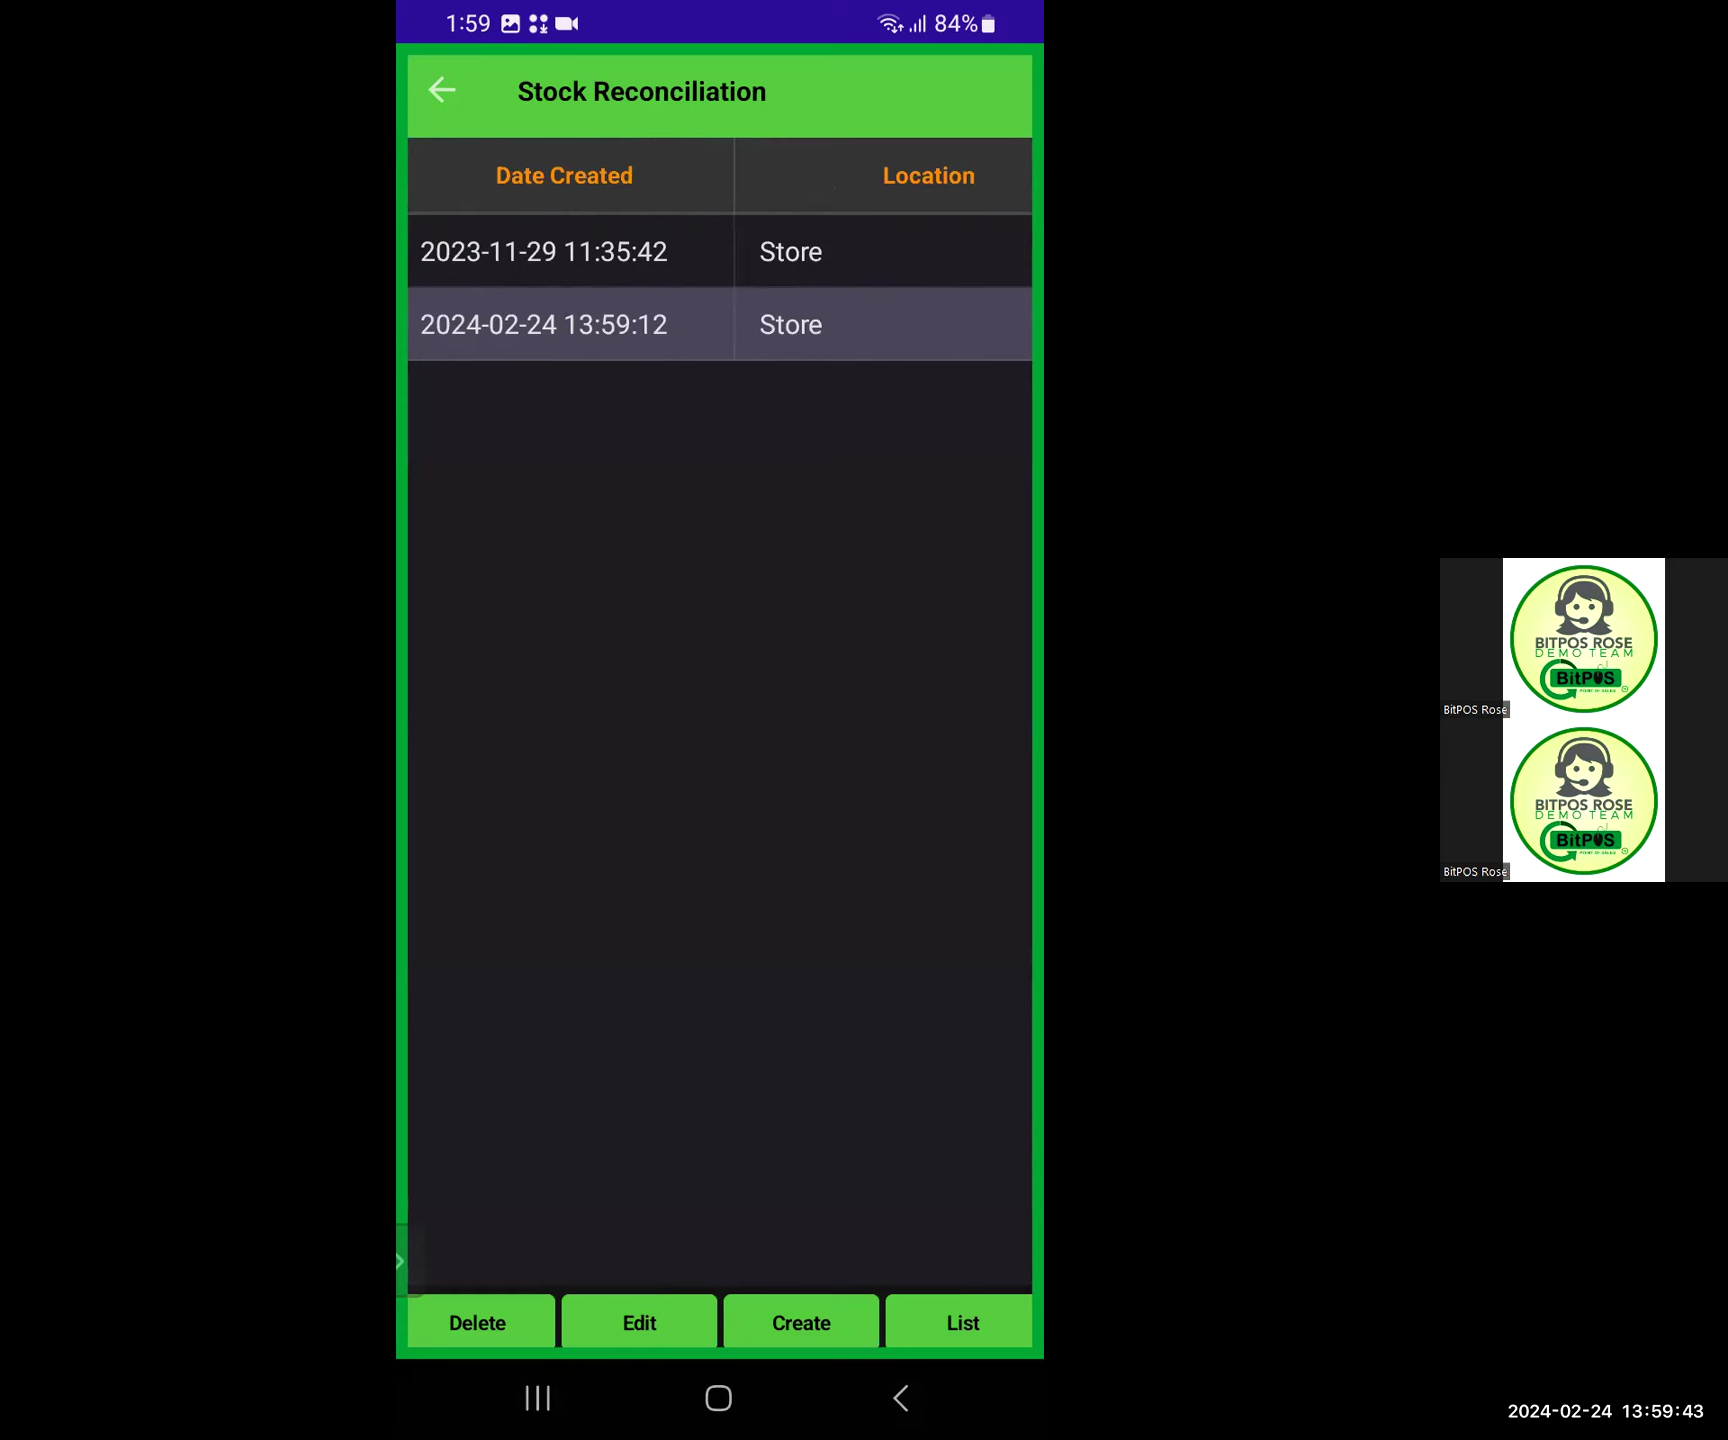 1:59
84%
Stock Reconciliation
Date Created
Location
2023-11-29 11:35:42
Store
2024-02-24 13:59:12
Store
BITPOS ROSE
DEMO TEAM
BitPOS
BitPOS Rose
BITPOS ROSE
DEMO TEAM
BitPOS
BitPOS Rose
Delete
Edit
Create
List
2024-02-24 13:59:43